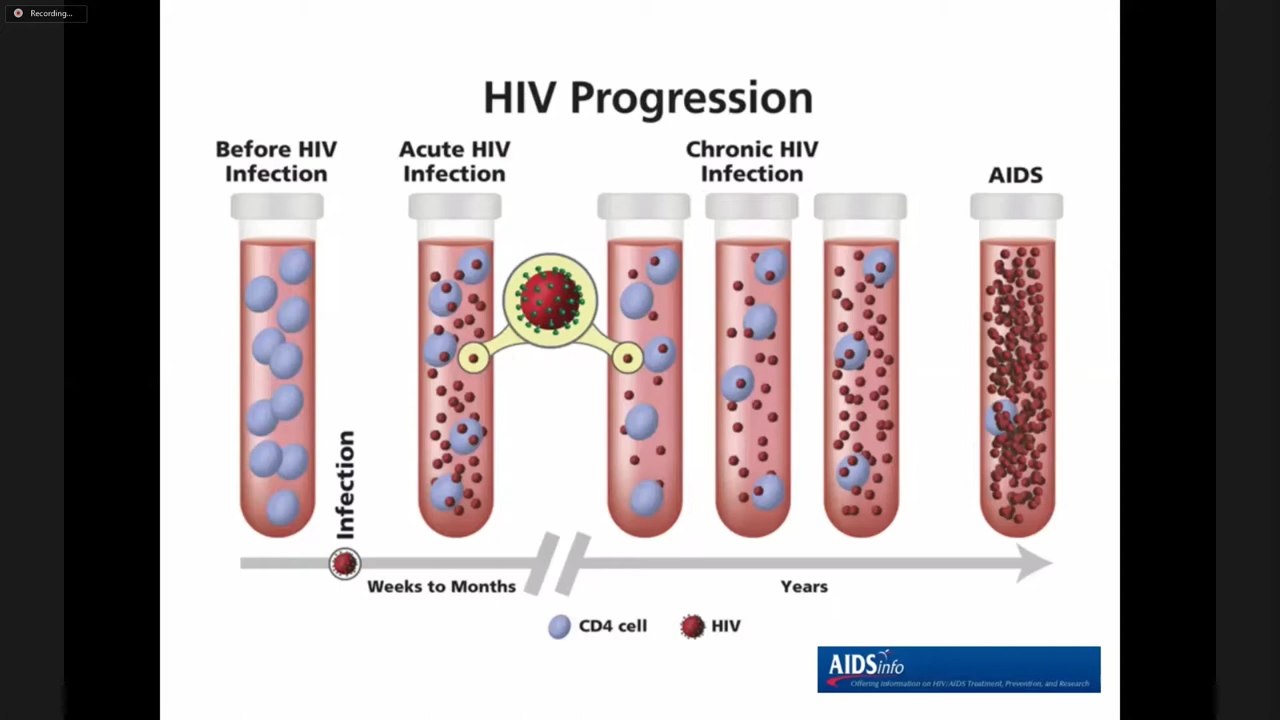 Recording...
HIV Progression
Before HIV
Infection
Acute HIV
Infection
Chronic HIV
Infection
AIDS
Infection
Weeks to Months
Years
CD4 cell
HIV
AIDSinfo
Offering Information on HIV/AIDS Treatment, Prevention, and Research